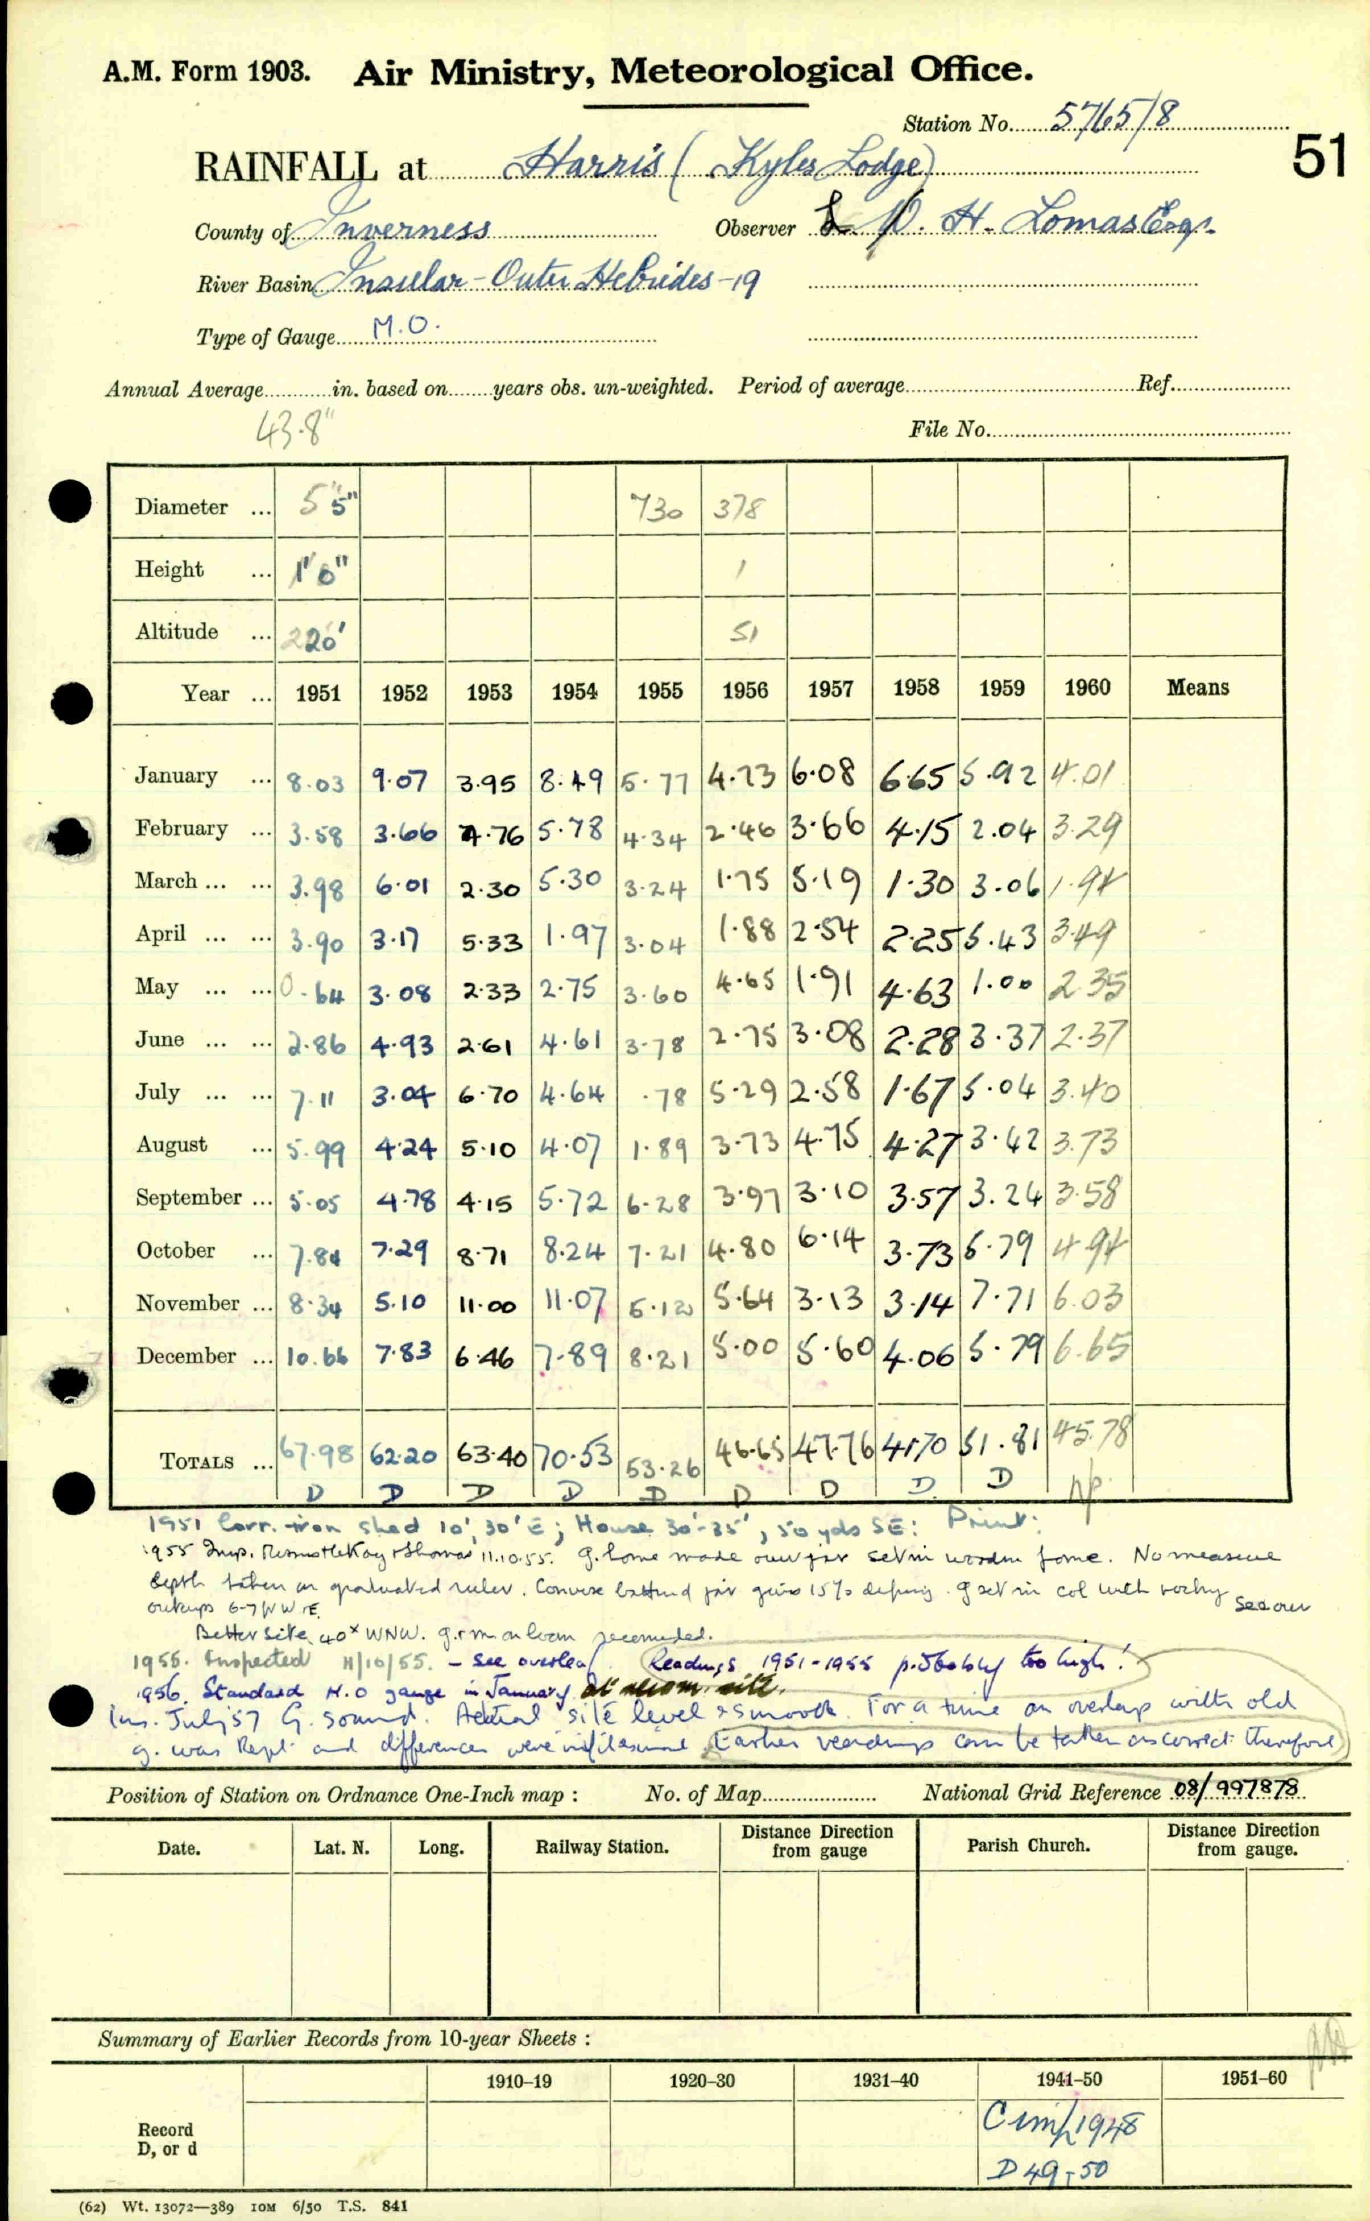 A.M. Form 1903. Air Ministry, Meteorological Office.
Station No. 5765/8
51
RAINFALL at Harris (Kyles Lodge)
County of Inverness Observer D. H. Lomas Esq.
River Basin Insular - Outer Hebrides - 19
Type of Gauge M.O.
Annual Average in. based on years obs. un-weighted. Period of average Ref.
43.8"
File No.
Diameter ... 5" 5" 730 378
Height ... 1' 0" 1
Altitude ... 20' 51
Year ... 1951 1952 1953 1954 1955 1956 1957 1958 1959 1960 Means
January ... 8.03 9.07 3.95 8.49 5.77 4.73 6.08 6.65 5.92 4.01
February ... 3.58 3.66 4.76 5.78 4.34 2.46 3.66 4.15 2.04 3.29
March ... ... 3.98 6.01 2.30 5.30 3.24 1.75 5.19 1.30 3.06 1.94
April ... ... 3.90 3.17 5.33 1.97 3.04 1.88 2.54 2.25 5.43 3.49
May ... ... 0.64 3.08 2.33 2.75 3.60 4.65 1.91 4.63 1.00 2.35
June ... ... 2.86 4.93 2.61 4.61 3.78 2.75 3.08 2.28 3.37 2.37
July ... ... 7.11 3.04 6.70 4.64 .78 5.29 2.58 1.67 5.04 3.40
August ... 5.99 4.24 5.10 4.07 1.89 3.73 4.75 4.27 3.42 3.73
September ... 5.05 4.78 4.15 5.72 6.28 3.97 3.10 3.57 3.24 3.58
October ... 7.84 7.29 8.71 8.24 7.21 4.80 6.14 3.73 5.79 4.94
November ... 8.34 5.10 11.00 11.07 5.12 5.64 3.13 3.14 7.71 6.03
December ... 10.66 7.83 6.46 7.89 8.21 5.00 5.60 4.06 5.79 6.65
TOTALS ... 67.98 62.20 63.40 70.53 53.26 46.65 47.76 41.70 51.81 45.78
D D D D D D D D D
1951 Corr. iron shed 10', 30' E; House 30'-35', 50 yds SE: Print:
1955 Insp. 11.10.55. g. home made set in wooden No measure
depth taken on graduated ruler. jar gives 15% g set in col with rocky
outcrops 6-7 See over
Better site 40x WNW. on loan
1955. Inspected 11/10/55. - See overleaf Readings 1951-1955 probably too high!
1956. Standard M.O gauge in January at
Ins. July 57 G. sound. Actual site level & smooth. For a time an overlap with old
g. was kept and differences were Earlier readings can be taken as correct therefore
Position of Station on Ordnance One-Inch map : No. of Map National Grid Reference 08/997878
Date. Lat. N. Long. Railway Station. Distance from gauge Direction Parish Church. Distance from gauge. Direction
Summary of Earlier Records from 10-year Sheets :
1910–19 1920–30 1931–40 1941–50 1951–60
Record D, or d
1948
D 49-50
(62) Wt. 13072—389 10M 6/50 T.S. 841